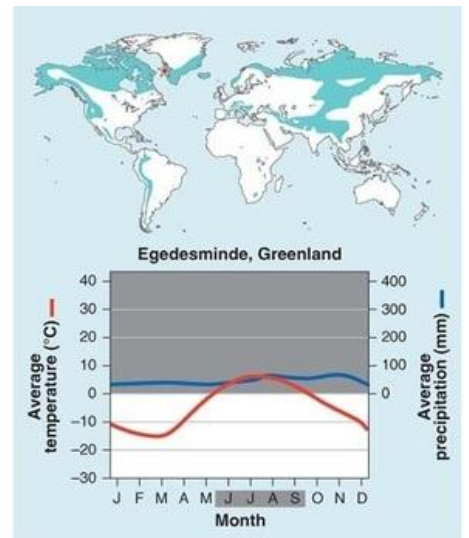 Egedesminde, Greenland
Average
temperature (°C)
40
30
20
10
0
−10
−20
−30
400
300
200
100
0
Average
precipitation (mm)
J F M A M J J A S O N D
Month